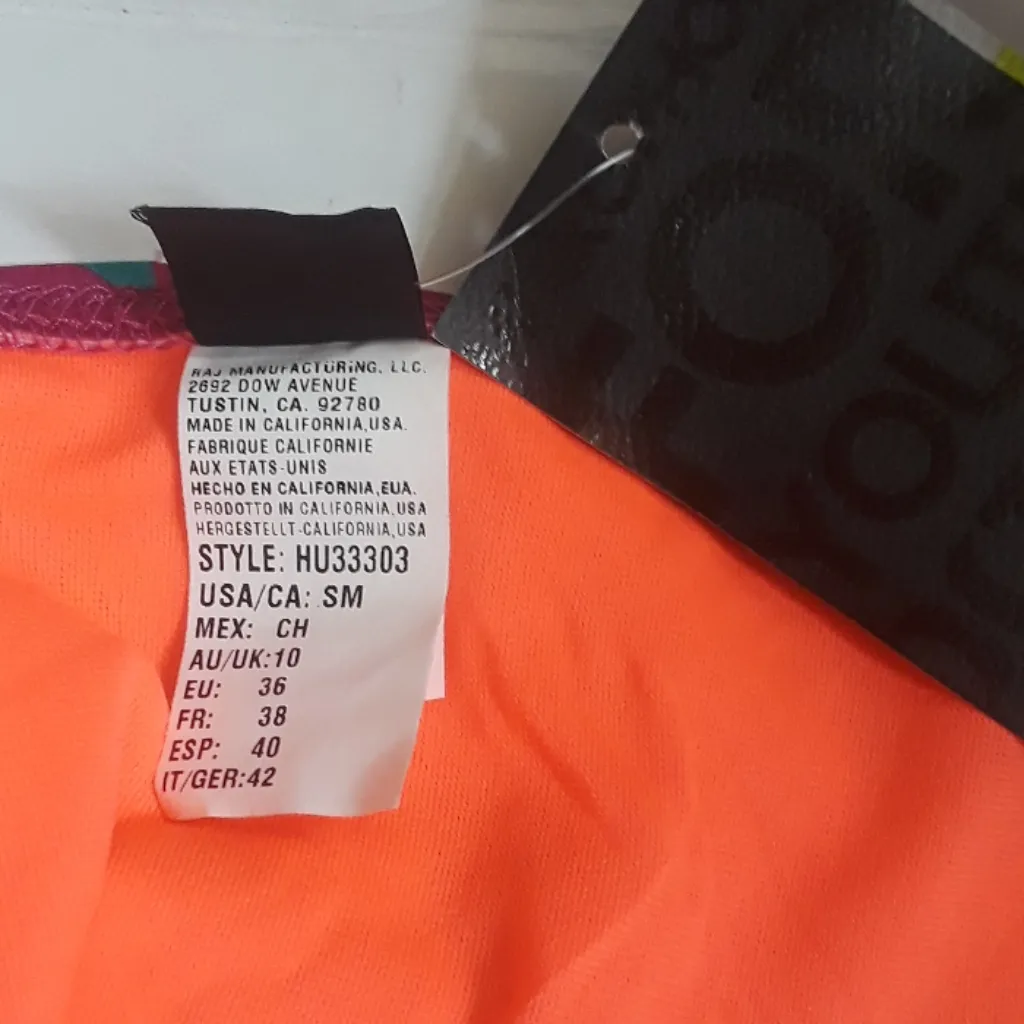 RAJ MANUFACTURING, LLC.
2692 DOW AVENUE
TUSTIN, CA. 92780
MADE IN CALIFORNIA,USA.
FABRIQUE CALIFORNIE
AUX ETATS-UNIS
HECHO EN CALIFORNIA,EUA.
PRODOTTO IN CALIFORNIA,USA
HERGESTELLT-CALIFORNIA,USA
STYLE: HU33303
USA/CA: SM
MEX: CH
AU/UK:10
EU: 36
FR: 38
ESP: 40
IT/GER:42